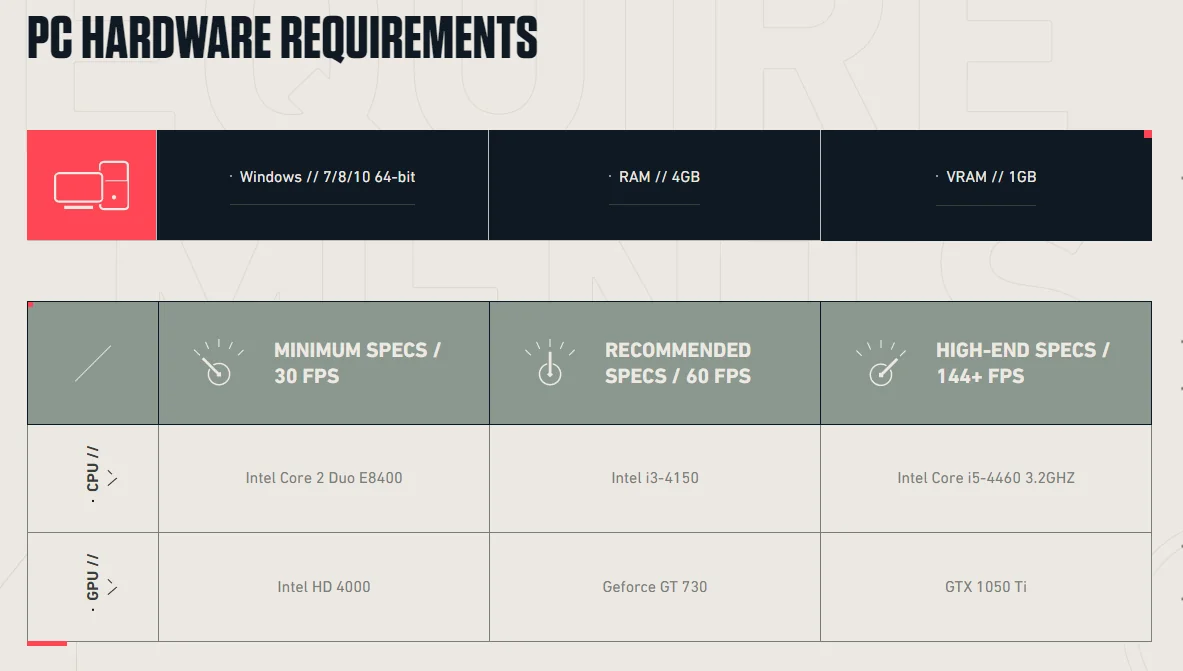 PC HARDWARE REQUIREMENTS
· Windows // 7/8/10 64-bit
· RAM // 4GB
· VRAM // 1GB
MINIMUM SPECS /
30 FPS
RECOMMENDED
SPECS / 60 FPS
HIGH-END SPECS /
144+ FPS
· CPU //
Intel Core 2 Duo E8400
Intel i3-4150
Intel Core i5-4460 3.2GHZ
· GPU //
Intel HD 4000
Geforce GT 730
GTX 1050 Ti